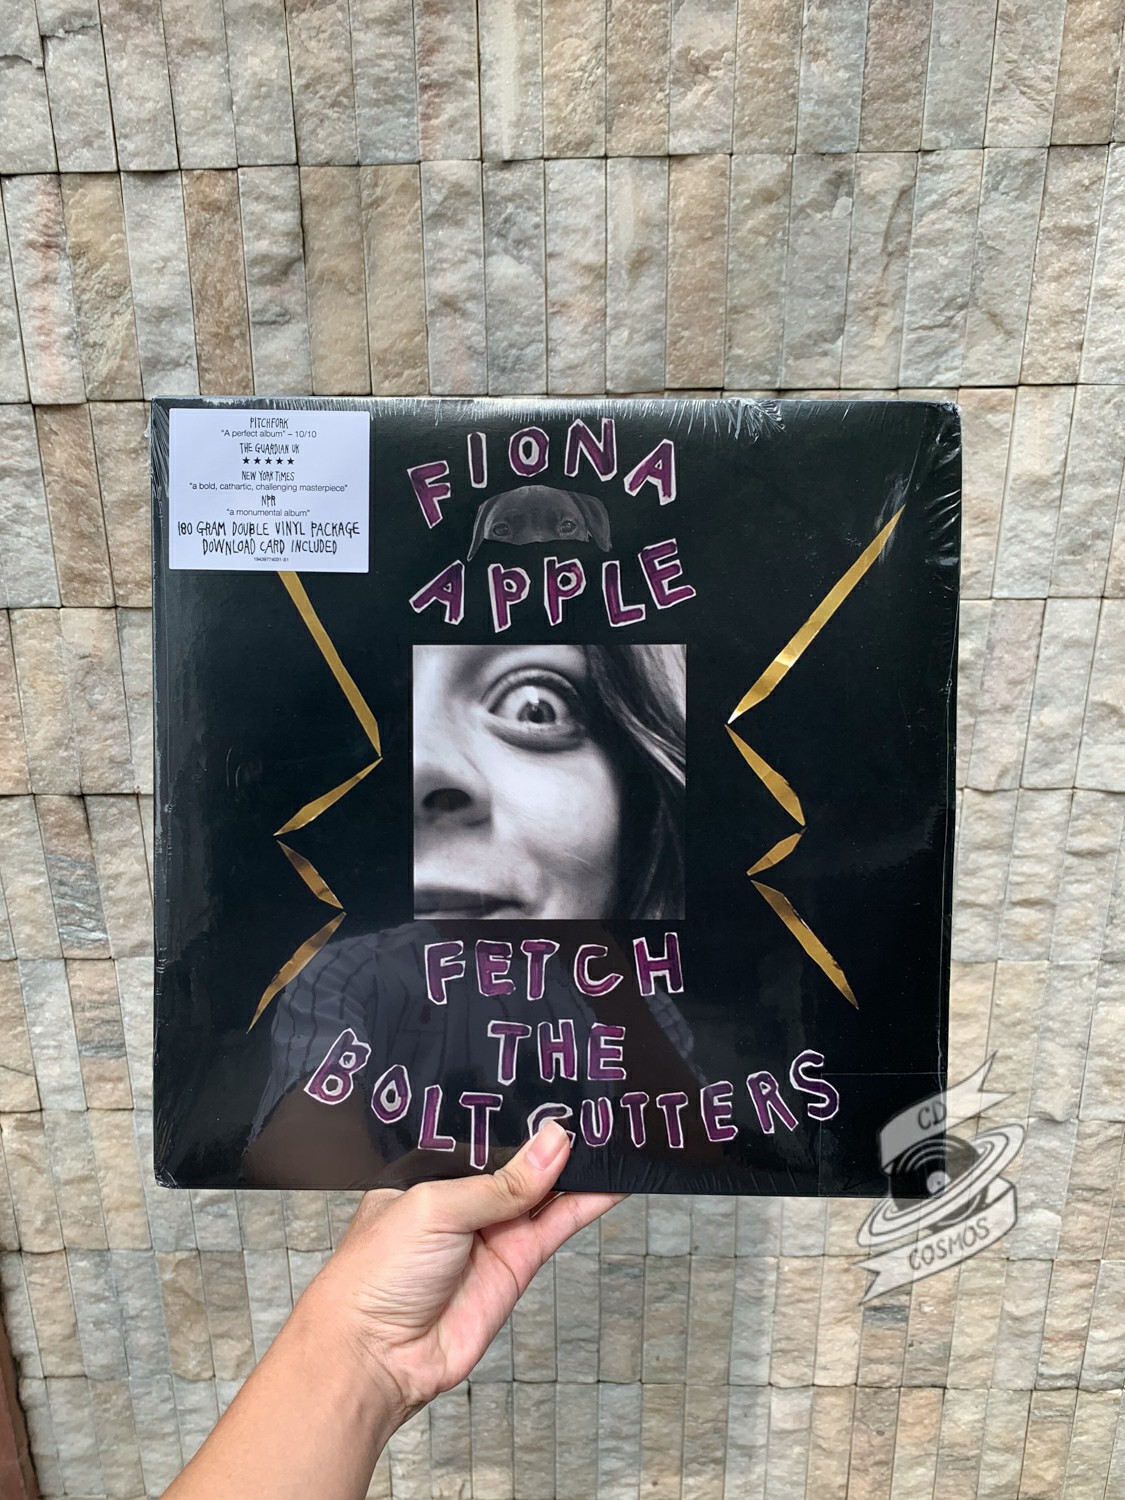 PITCHFORK
"A perfect album" – 10/10
THE GUARDIAN UK
★★★★★
NEW YORK TIMES
"a bold, cathartic, challenging masterpiece"
NPR
"a monumental album"
180 GRAM DOUBLE VINYL PACKAGE
DOWNLOAD CARD INCLUDED
FIONA
APPLE
FETCH
THE
BOLT CUTTERS
CD
COSMOS